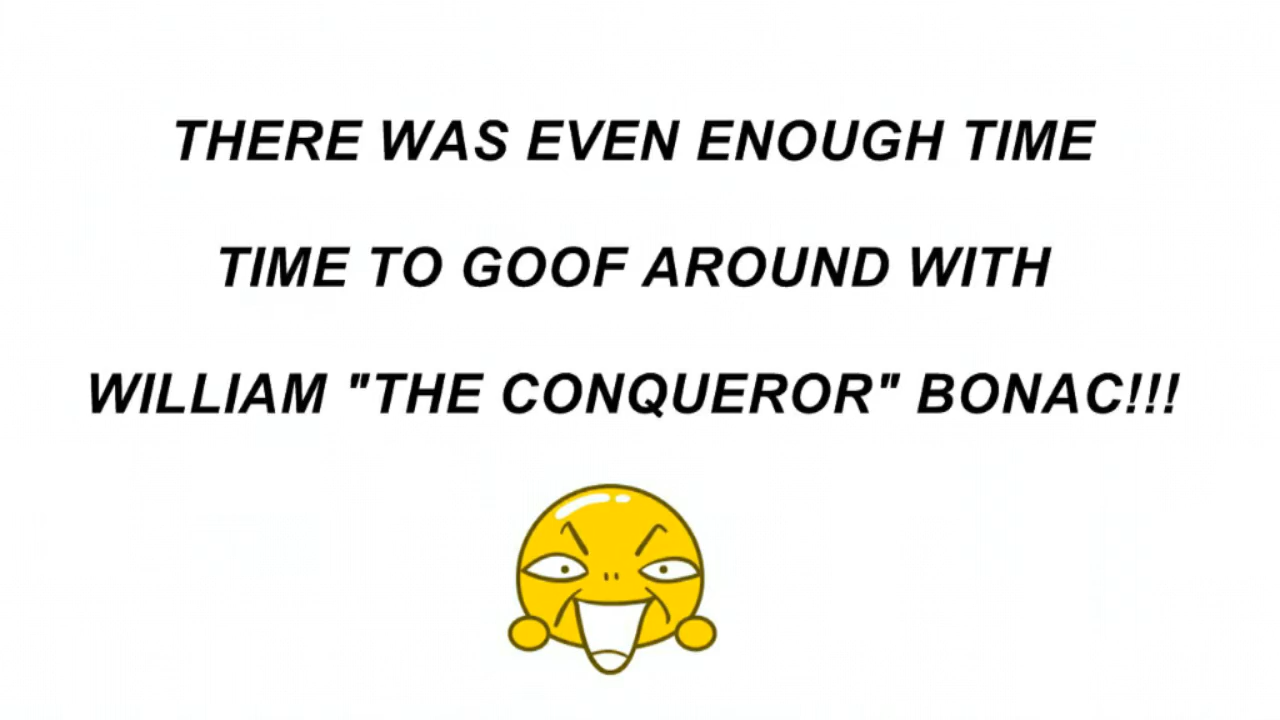 THERE WAS EVEN ENOUGH TIME
TIME TO GOOF AROUND WITH
WILLIAM "THE CONQUEROR" BONAC!!!